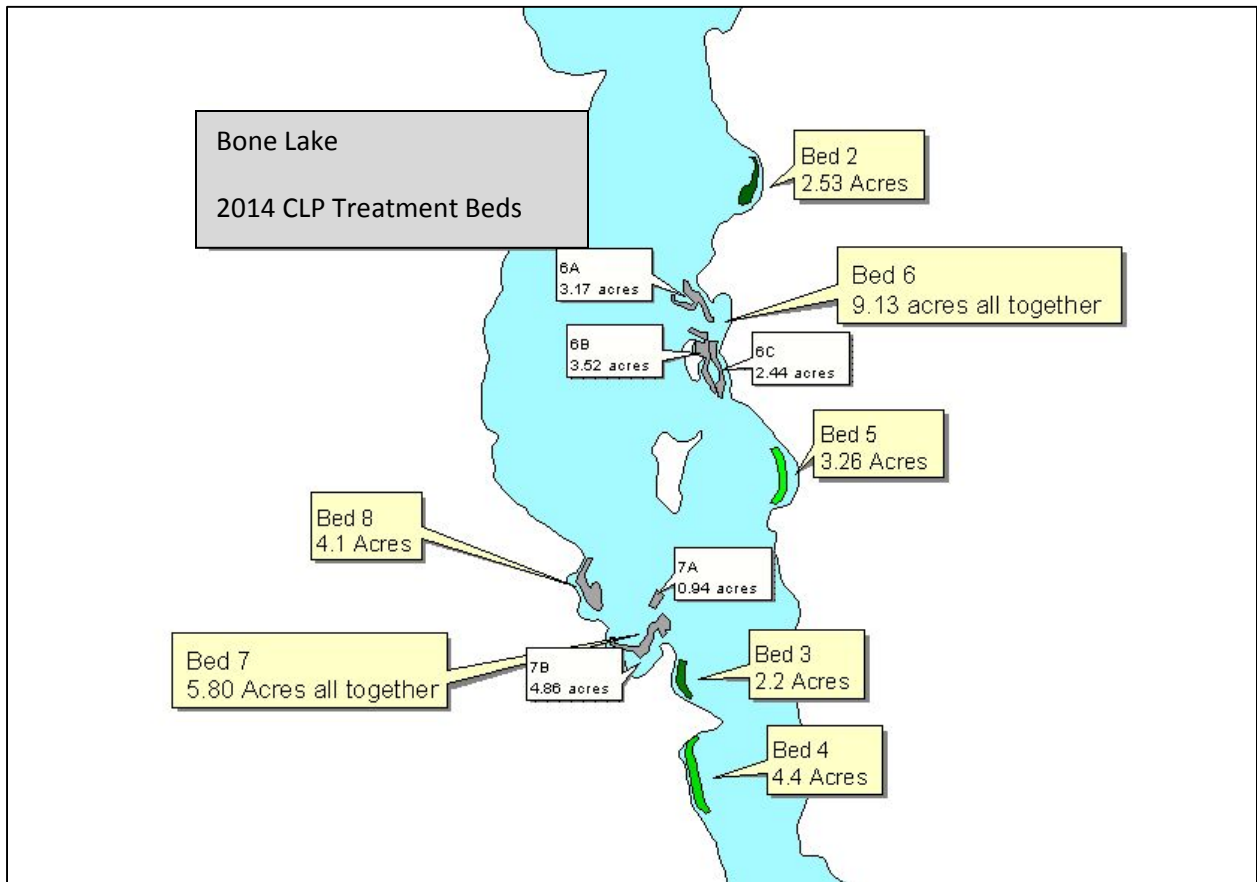 Bone Lake
2014 CLP Treatment Beds
Bed 2
2.53 Acres
6A
3.17 acres
Bed 6
9.13 acres all together
6B
3.52 acres
6C
2.44 acres
Bed 5
3.26 Acres
Bed 8
4.1 Acres
7A
0.94 acres
Bed 7
5.80 Acres all together
7B
4.86 acres
Bed 3
2.2 Acres
Bed 4
4.4 Acres